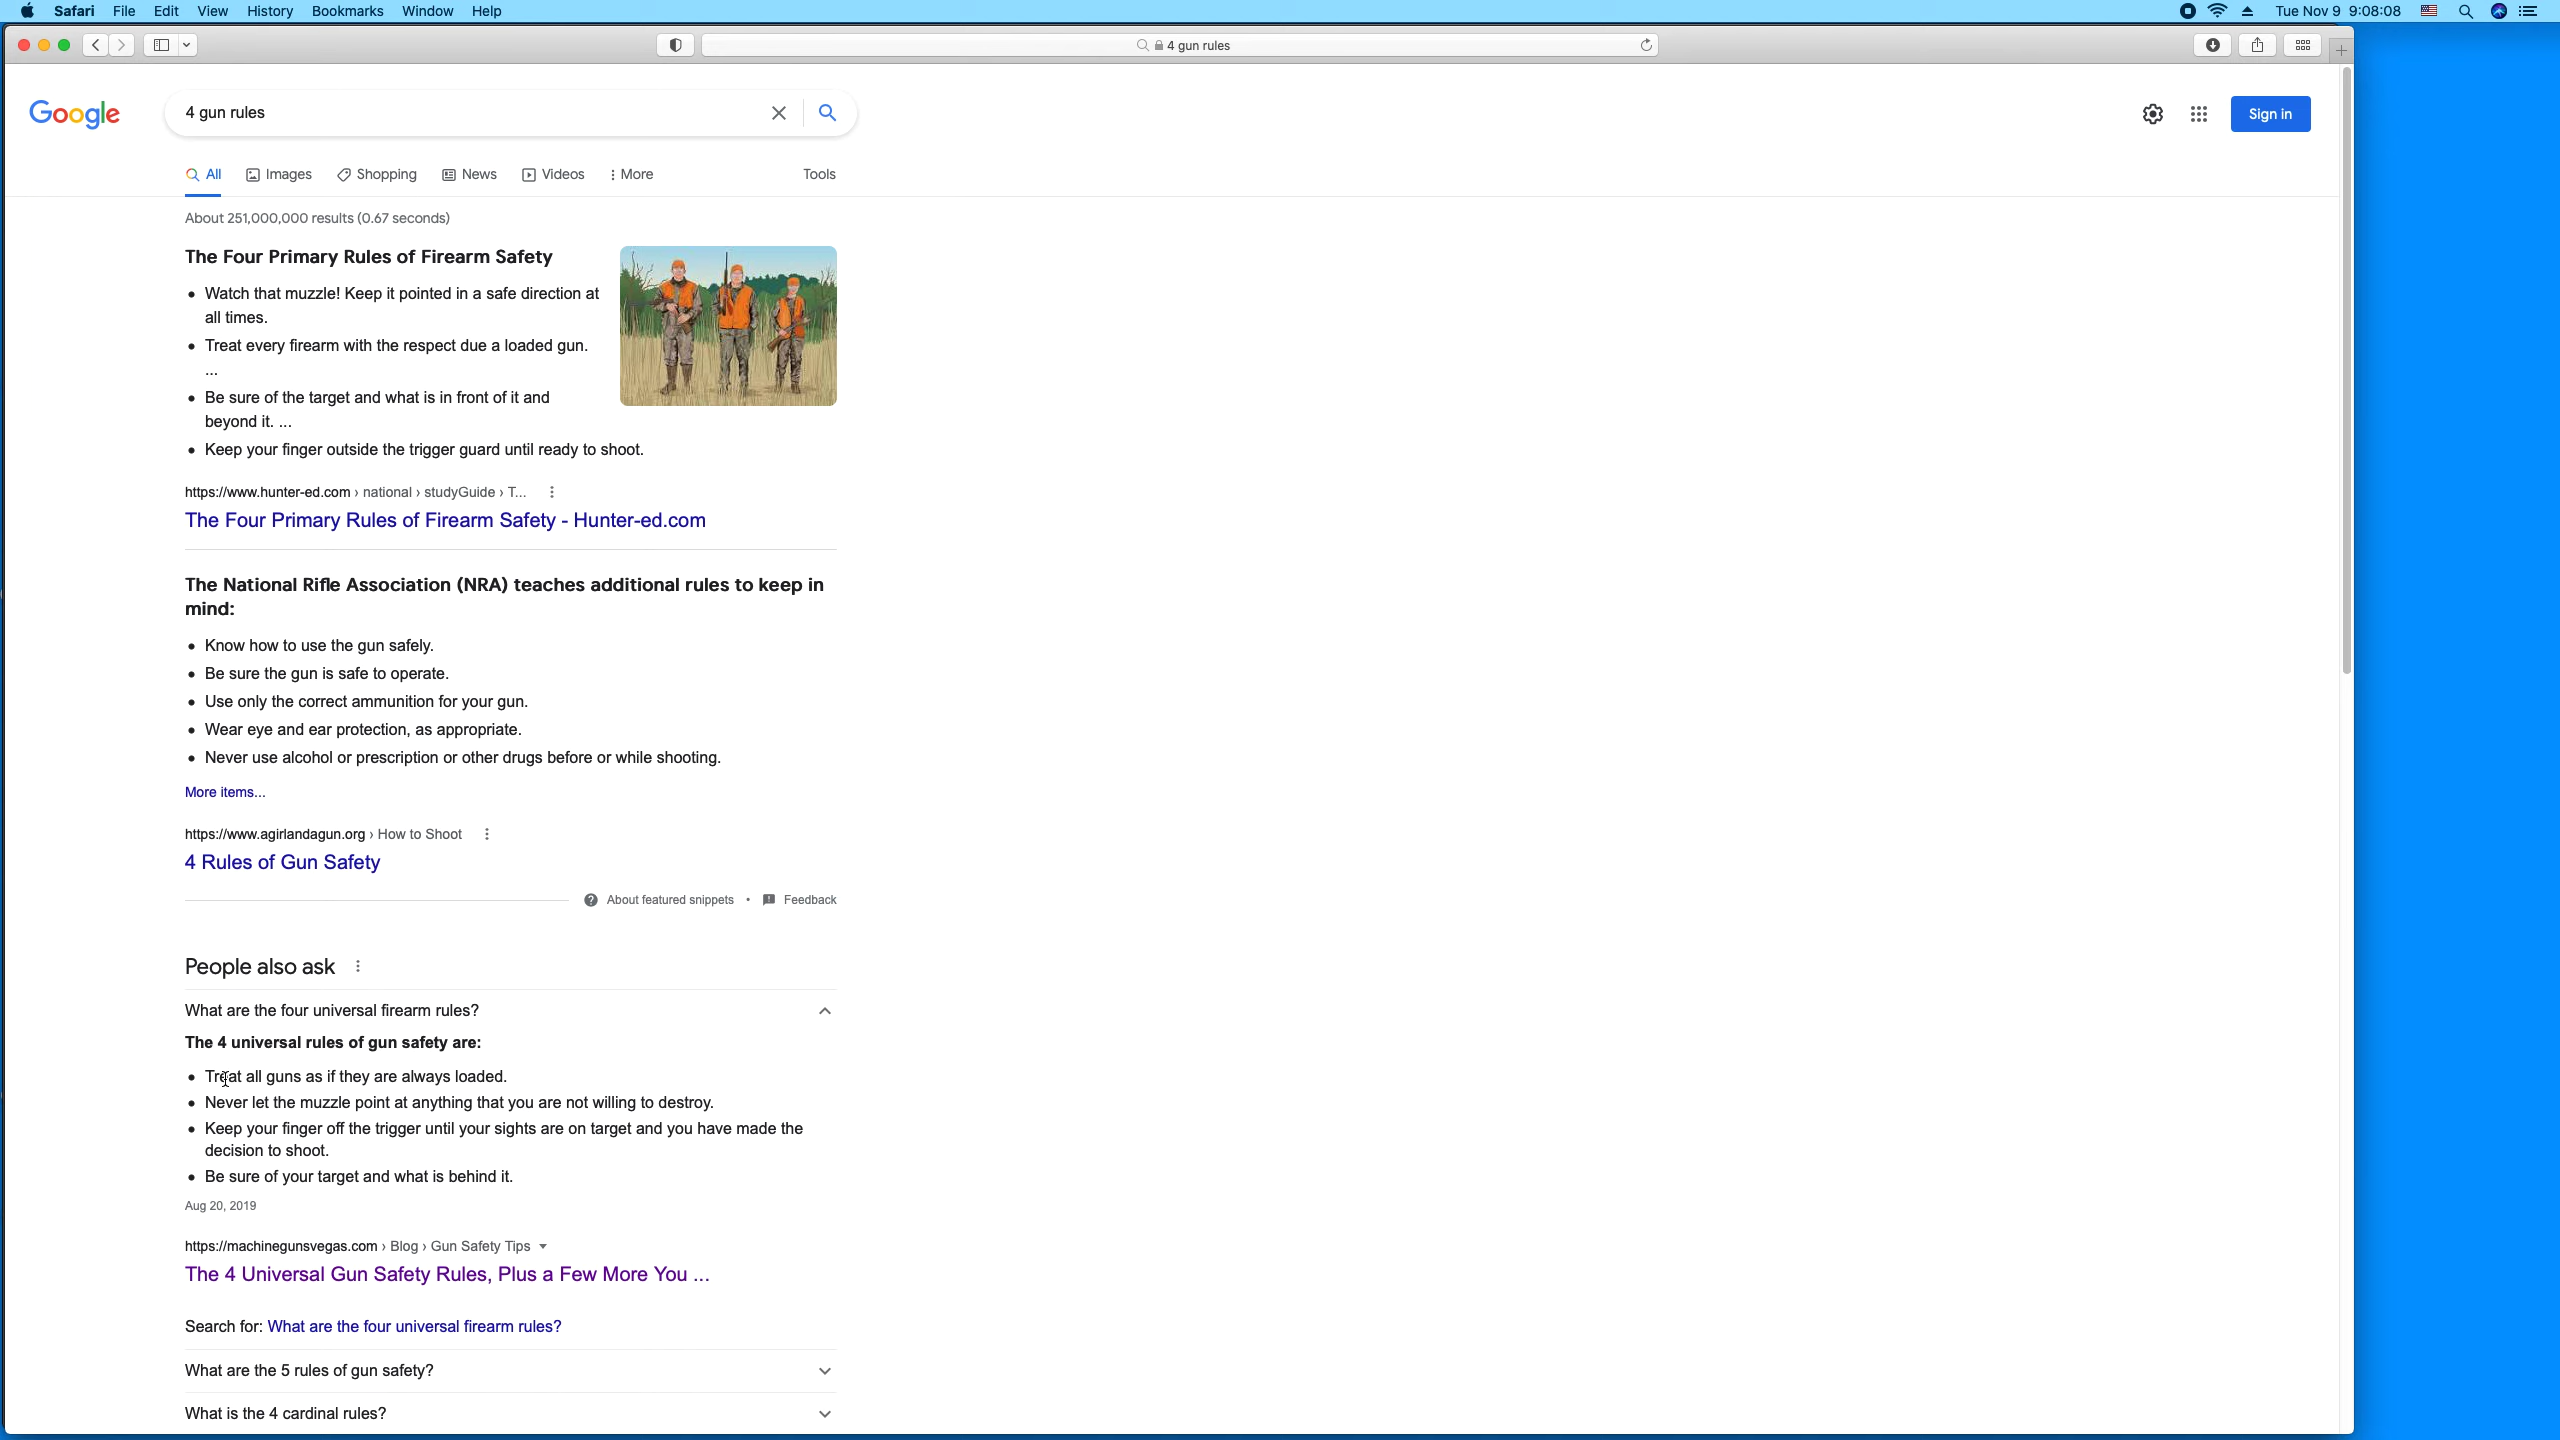 Safari File Edit View History Bookmarks Window Help
Tue Nov 9 9:08:08
4 gun rules
Google
4 gun rules
Sign in
All Images Shopping News Videos More Tools
About 251,000,000 results (0.67 seconds)
The Four Primary Rules of Firearm Safety
Watch that muzzle! Keep it pointed in a safe direction at
all times.
Treat every firearm with the respect due a loaded gun.
...
Be sure of the target and what is in front of it and
beyond it. ...
Keep your finger outside the trigger guard until ready to shoot.
https://www.hunter-ed.com › national › studyGuide › T...
The Four Primary Rules of Firearm Safety - Hunter-ed.com
The National Rifle Association (NRA) teaches additional rules to keep in
mind:
Know how to use the gun safely.
Be sure the gun is safe to operate.
Use only the correct ammunition for your gun.
Wear eye and ear protection, as appropriate.
Never use alcohol or prescription or other drugs before or while shooting.
More items...
https://www.agirlandagun.org › How to Shoot
4 Rules of Gun Safety
About featured snippets • Feedback
People also ask
What are the four universal firearm rules?
The 4 universal rules of gun safety are:
Treat all guns as if they are always loaded.
Never let the muzzle point at anything that you are not willing to destroy.
Keep your finger off the trigger until your sights are on target and you have made the
decision to shoot.
Be sure of your target and what is behind it.
Aug 20, 2019
https://machinegunsvegas.com › Blog › Gun Safety Tips
The 4 Universal Gun Safety Rules, Plus a Few More You ...
Search for: What are the four universal firearm rules?
What are the 5 rules of gun safety?
What is the 4 cardinal rules?